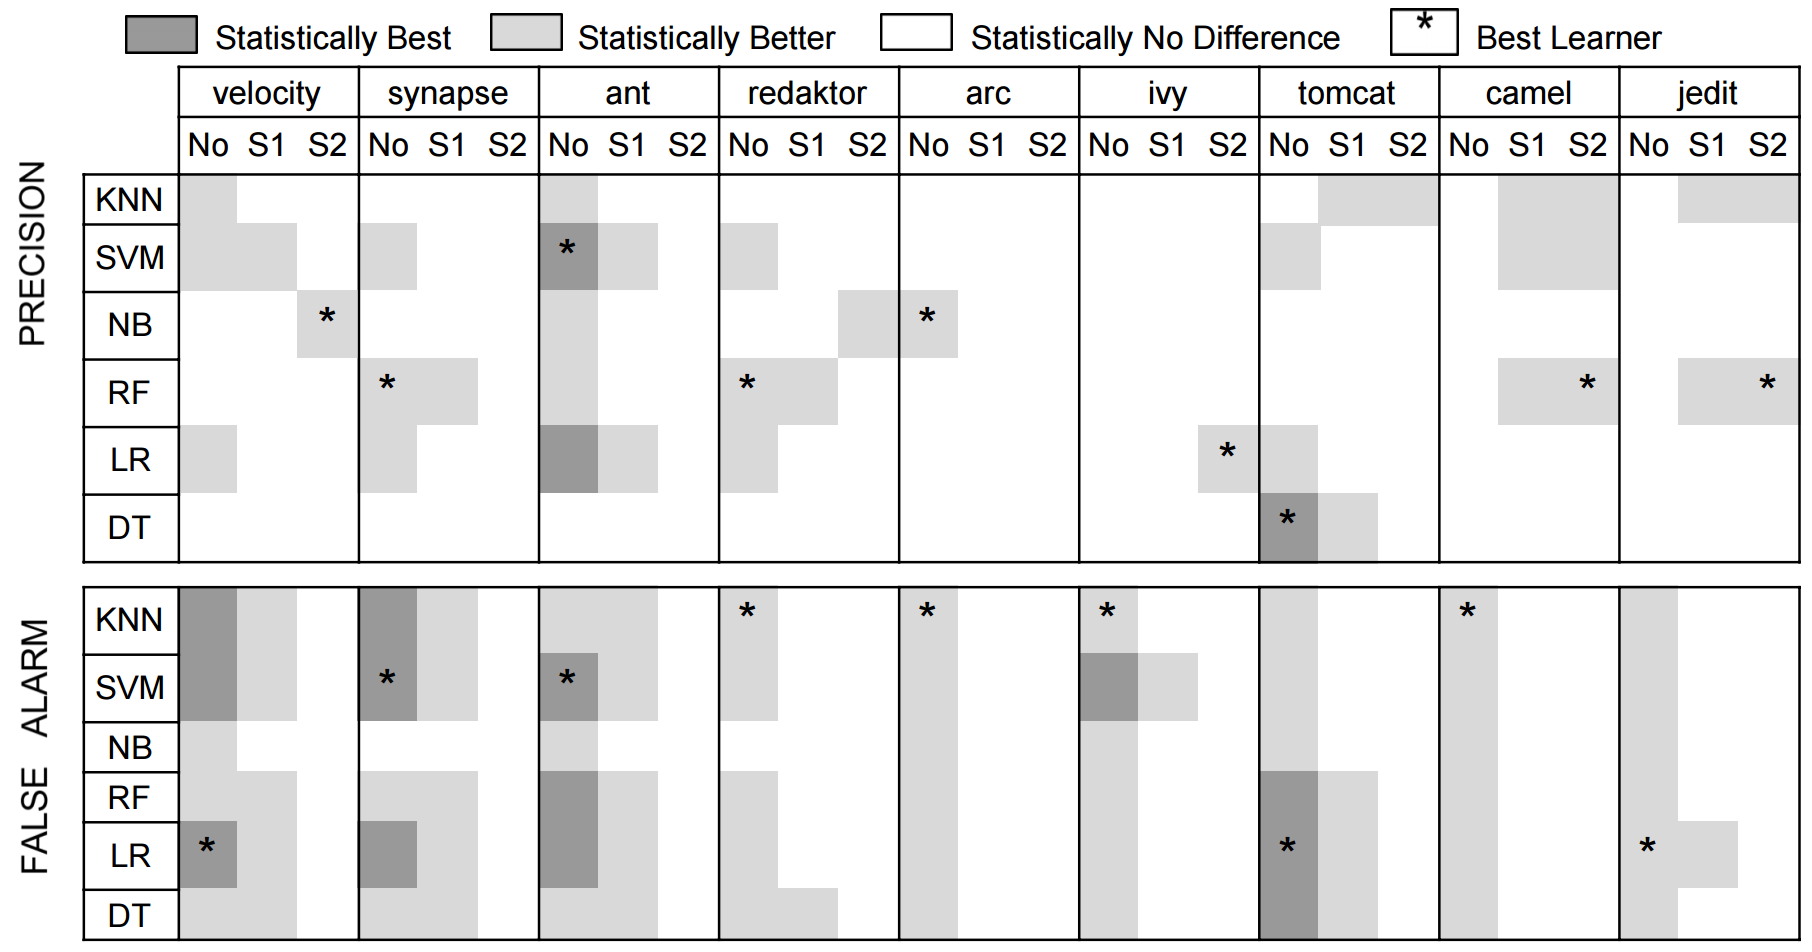 Statistically Best Statistically Better Statistically No Difference * Best Learner
velocity synapse ant redaktor arc ivy tomcat camel jedit
No S1 S2 No S1 S2 No S1 S2 No S1 S2 No S1 S2 No S1 S2 No S1 S2 No S1 S2 No S1 S2
PRECISION
KNN
SVM *
NB * *
RF * * * *
LR *
DT *
FALSE ALARM
KNN * * * *
SVM * *
NB
RF
LR * * *
DT